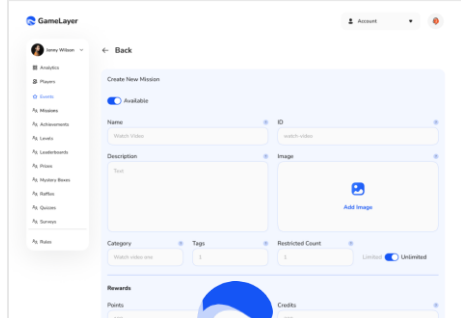 GameLayer
Account
Jenny Wilson
Back
Analytics
Players
Events
Missions
Achievements
Levels
Leaderboards
Prizes
Mystery Boxes
Raffles
Quizzes
Surveys
Rules
Create New Mission
Available
Name
ID
Watch Video
watch-video
Description
Image
Text
Add Image
Category
Tags
Restricted Count
Watch video one
1
1
Limited
Unlimited
Rewards
Points
Credits